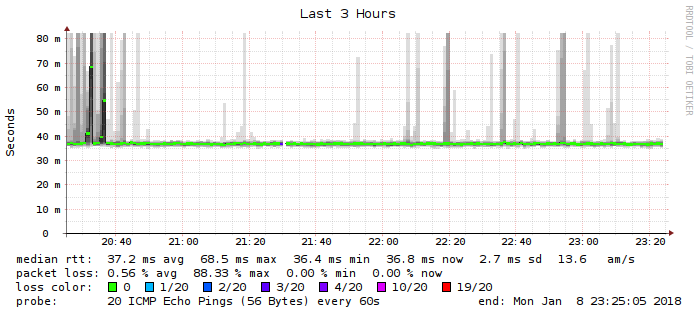 Last 3 Hours
RRDTOOL / TOBI OETIKER
Seconds
80 m
70 m
60 m
50 m
40 m
30 m
20 m
10 m
0
20:40 21:00 21:20 21:40 22:00 22:20 22:40 23:00 23:20
median rtt: 37.2 ms avg 68.5 ms max 36.4 ms min 36.8 ms now 2.7 ms sd 13.6 am/s
packet loss: 0.56 % avg 88.33 % max 0.00 % min 0.00 % now
loss color: 0 1/20 2/20 3/20 4/20 10/20 19/20
probe: 20 ICMP Echo Pings (56 Bytes) every 60s end: Mon Jan 8 23:25:05 2018